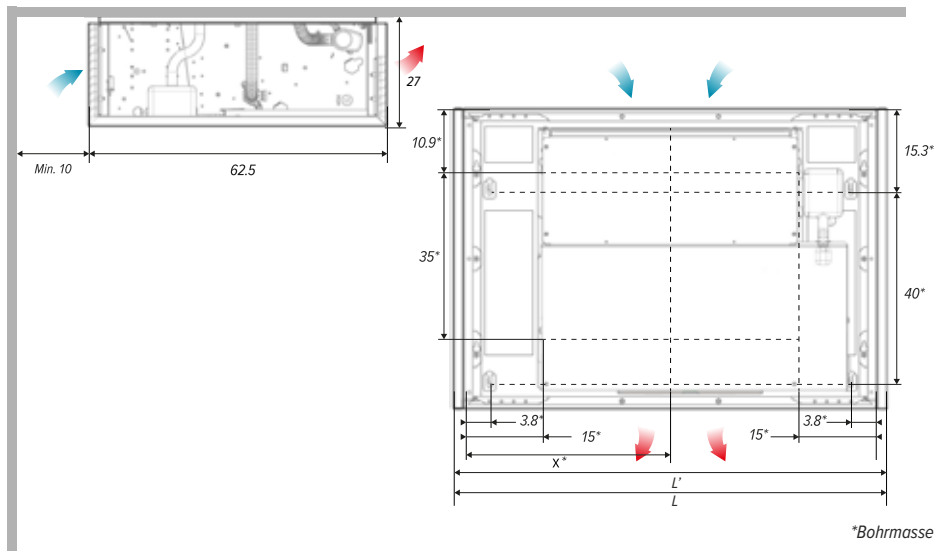 27
Min. 10
62.5
10.9*
15.3*
35*
40*
3.8*
3.8*
15*
15*
x*
L'
L
*Bohrmasse